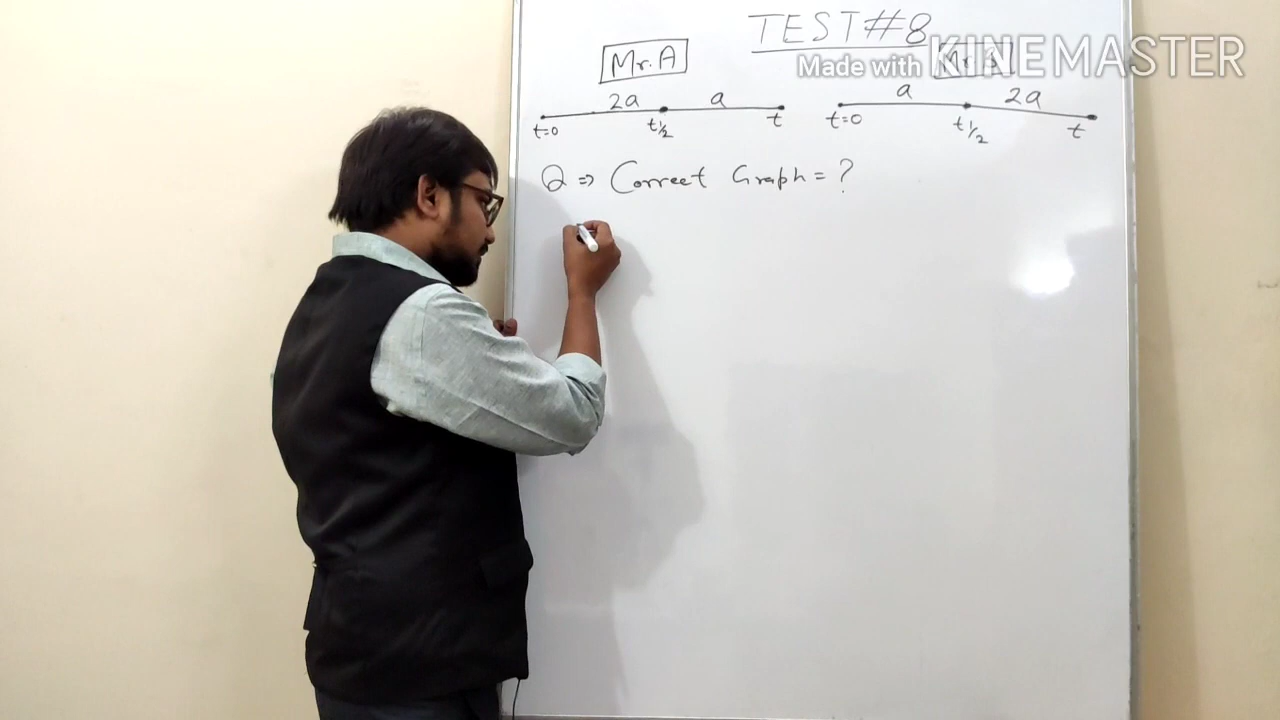 TEST#8
Made with KINEMASTER
Mr. A
2a a
t=0 t1/2 t
a 2a
t=0 t1/2 t
Q ⇒ Correct Graph = ?